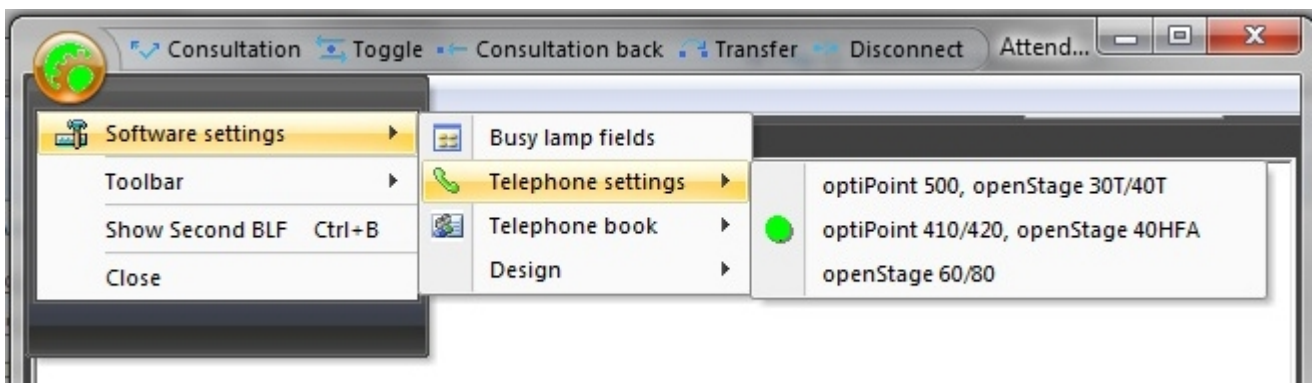 Consultation Toggle Consultation back Transfer Disconnect Attend...
Software settings
Toolbar
Show Second BLF Ctrl+B
Close
Busy lamp fields
Telephone settings
Telephone book
Design
optiPoint 500, openStage 30T/40T
optiPoint 410/420, openStage 40HFA
openStage 60/80